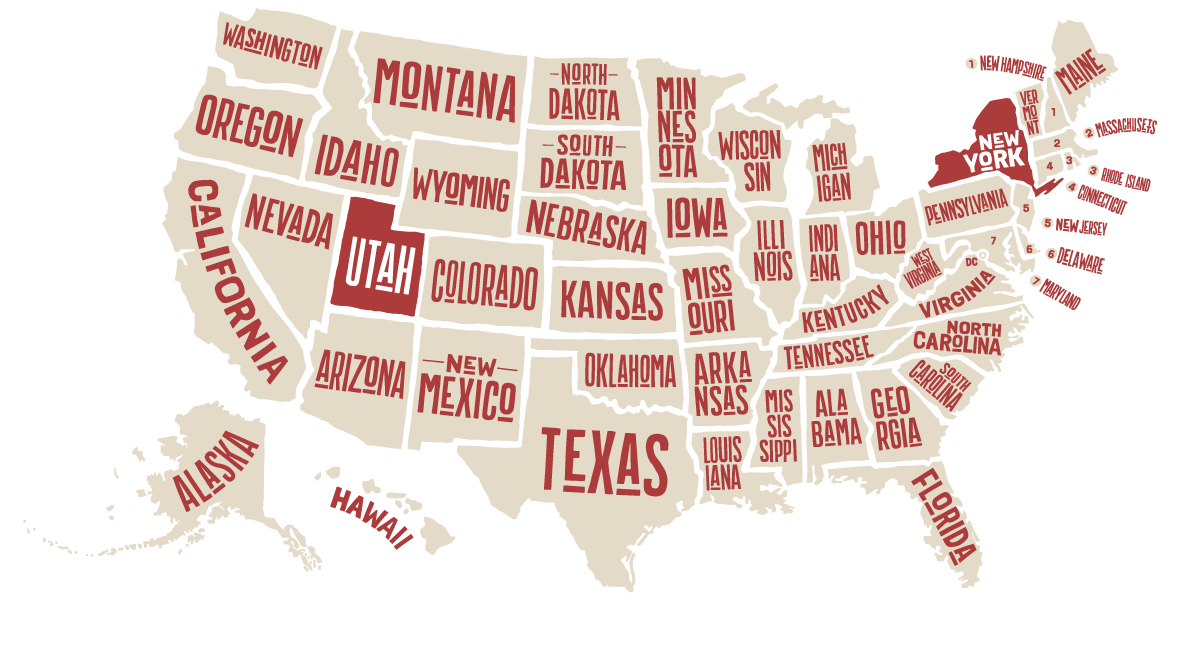 WASHINGTON
OREGON
CALIFORNIA
NEVADA
IDAHO
MONTANA
WYOMING
UTAH
COLORADO
ARIZONA
NEW
MEXICO
NORTH
DAKOTA
SOUTH
DAKOTA
NEBRASKA
KANSAS
OKLAHOMA
TEXAS
MIN
NES
OTA
IOWA
MISS
OURI
ARKA
NSAS
LOUIS
IANA
WISCON
SIN
ILLI
NOIS
MICH
IGAN
INDI
ANA
OHIO
KENTUCKY
TENNESSEE
MIS
SIS
SIPPI
ALA
BAMA
GEO
RGIA
FLORIDA
SOUTH
CAROLINA
NORTH
CAROLINA
VIRGINIA
WEST
VIRGINIA
DC
PENNSYLVANIA
NEW
YORK
VER
MO
NT
MAINE
1 NEW HAMPSHIRE
2 MASSACHUSETS
3 RHODE ISLAND
4 CONNECTICUT
5 NEW JERSEY
6 DELAWARE
7 MARYLAND
1
2
3
4
5
6
7
ALASKA
HAWAII